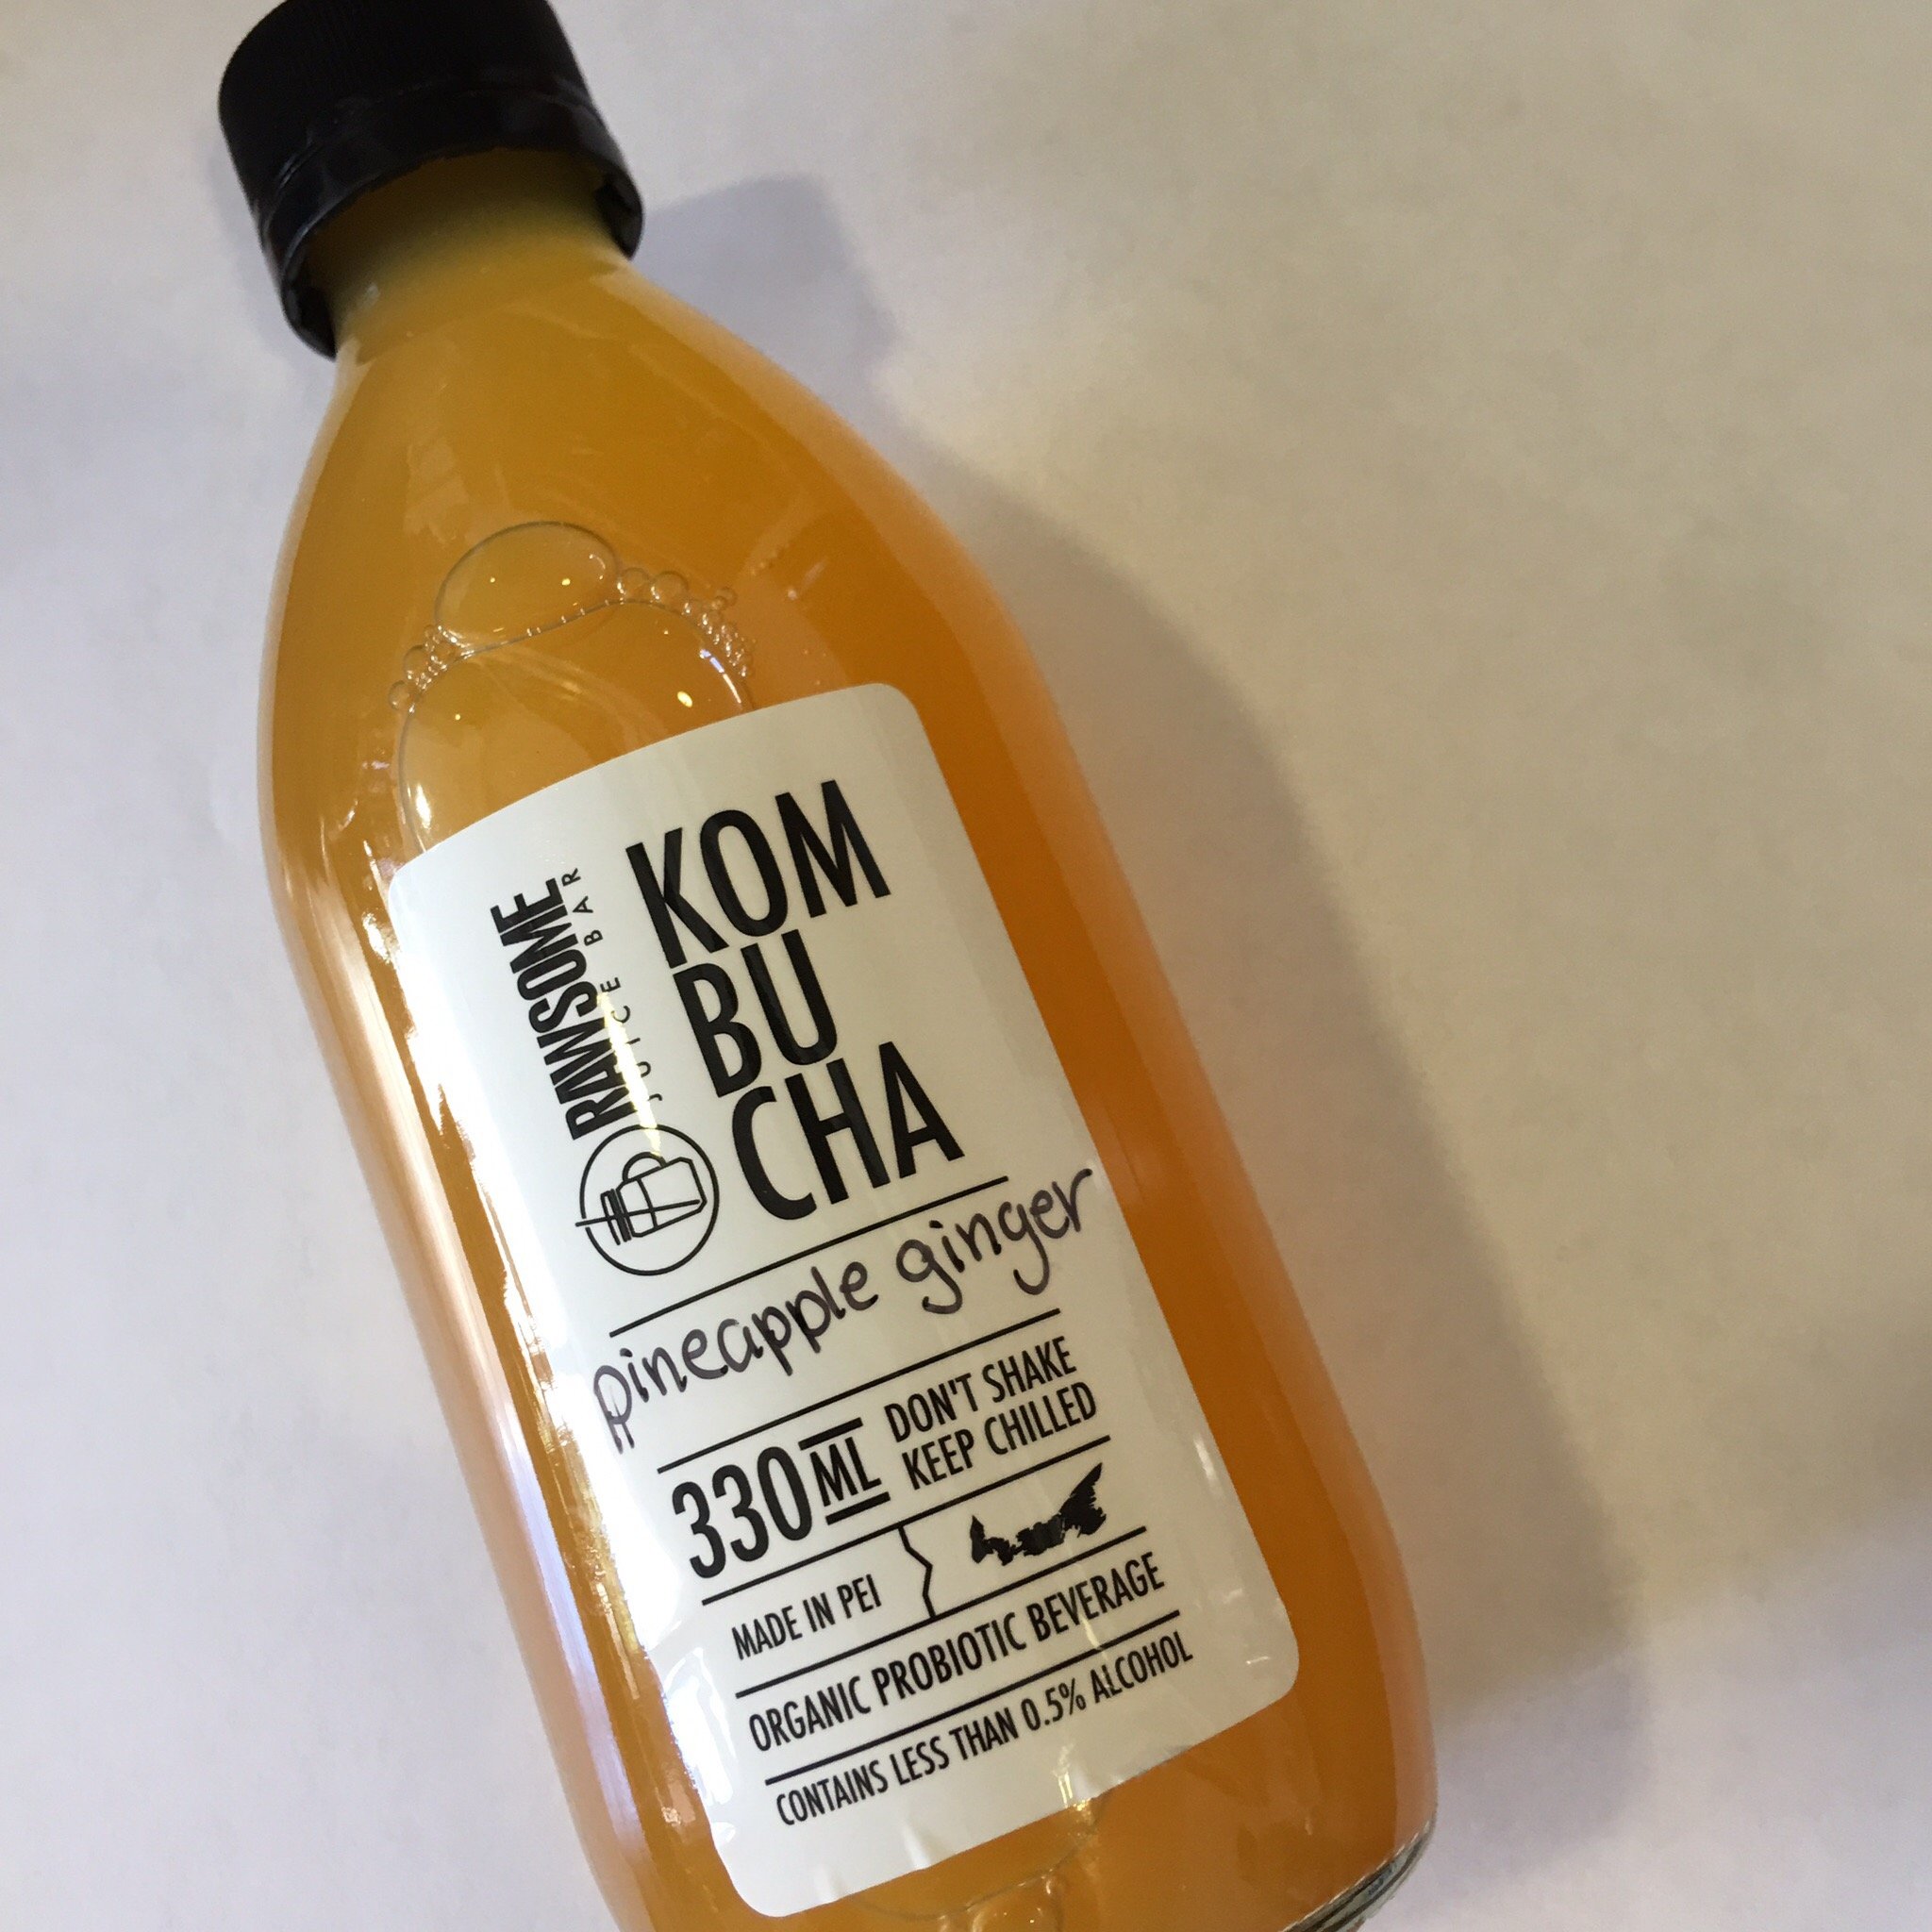 RAWSOME
JUICE BAR
KOM
BU
CHA
pineapple ginger
330 ML
DON'T SHAKE
KEEP CHILLED
MADE IN PEI
ORGANIC PROBIOTIC BEVERAGE
CONTAINS LESS THAN 0.5% ALCOHOL